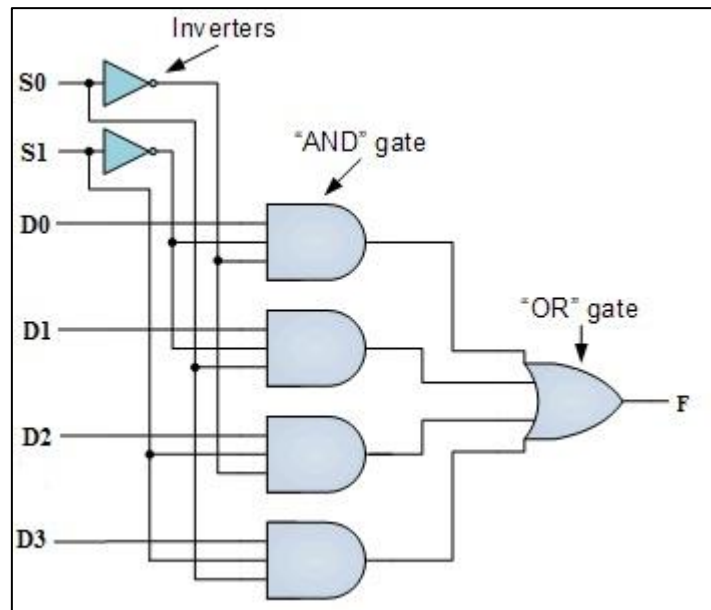 Inverters
S0
S1
“AND” gate
D0
“OR” gate
D1
F
D2
D3